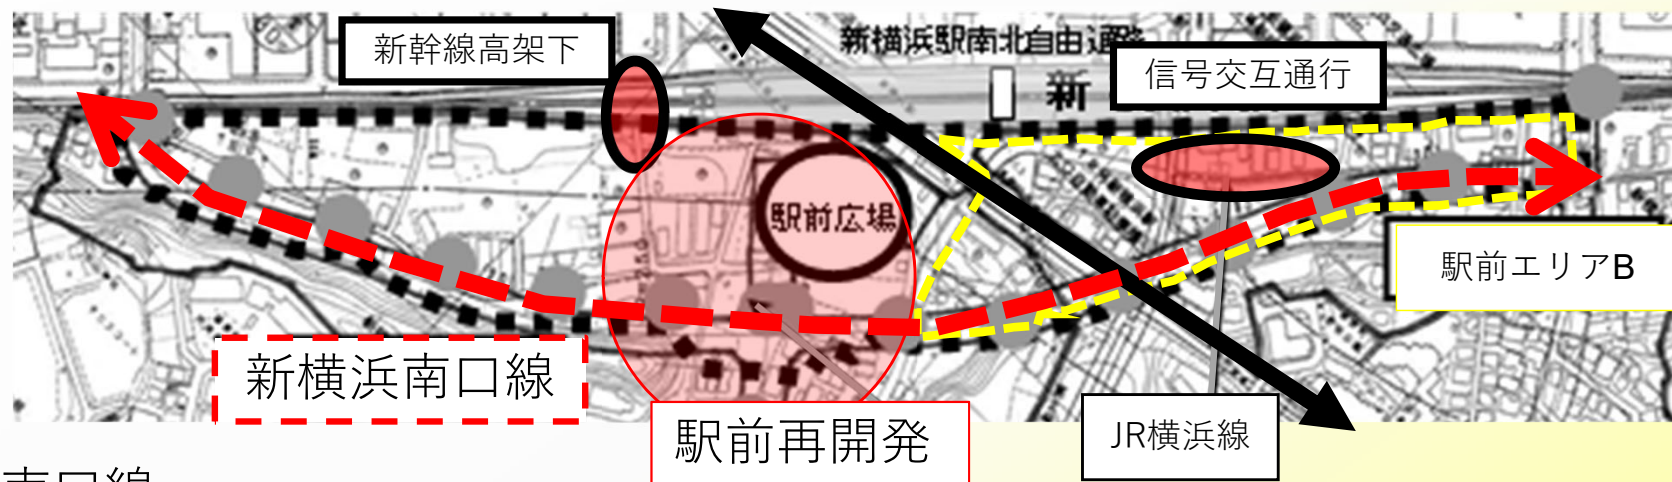 新横浜駅南北自由通
新幹線高架下
信号交互通行
新
駅前広場
駅前エリアB
新横浜南口線
駅前再開発
JR横浜線